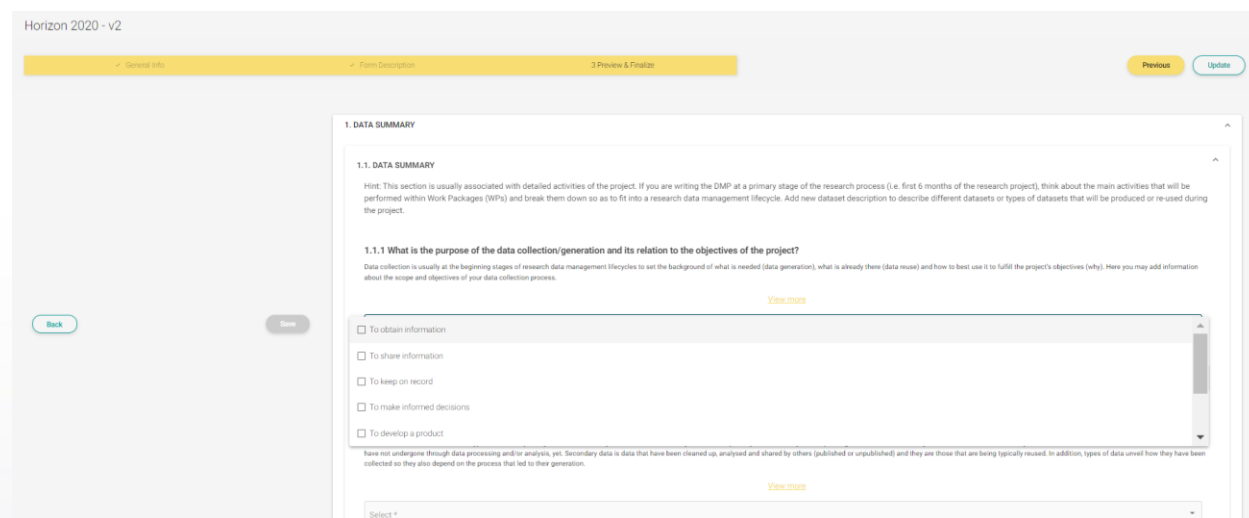 Horizon 2020 - v2
✓ General Info
✓ Form Description
3 Preview & Finalize
Previous
Update
1. DATA SUMMARY
1.1. DATA SUMMARY
Hint: This section is usually associated with detailed activities of the project. If you are writing the DMP at a primary stage of the research process (i.e. first 6 months of the research project), think about the main activities that will be
performed within Work Packages (WPs) and break them down so as to fit into a research data management lifecycle. Add new dataset description to describe different datasets or types of datasets that will be produced or re-used during
the project.
1.1.1 What is the purpose of the data collection/generation and its relation to the objectives of the project?
Data collection is usually at the beginning stages of research data management lifecycles to set the background of what is needed (data generation), what is already there (data reuse) and how to best use it to fulfill the project's objectives (why). Here you may add information
about the scope and objectives of your data collection process.
View more
Back
Save
To obtain information
To share information
To keep on record
To make informed decisions
To develop a product
have not undergone through data processing and/or analysis, yet. Secondary data is data that have been cleaned up, analysed and shared by others (published or unpublished) and they are those that are being typically reused. In addition, types of data unveil how they have been
collected so they also depend on the process that led to their generation.
View more
Select *